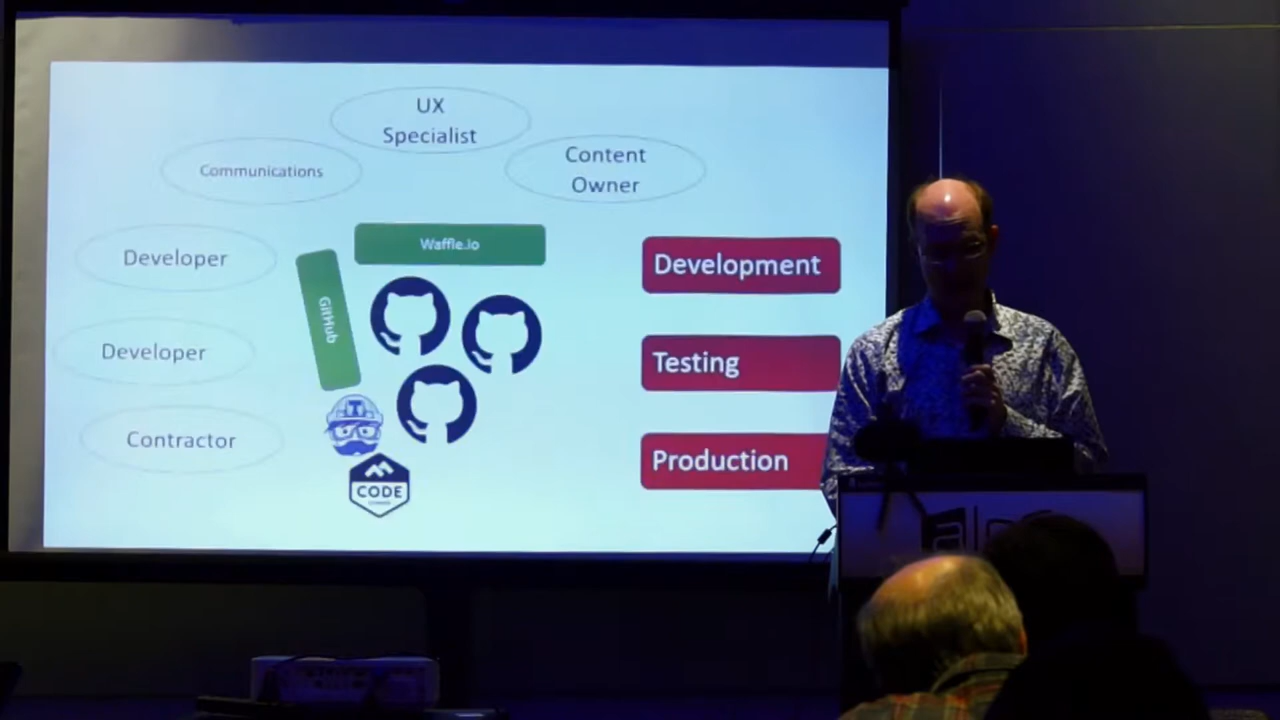 UX
Specialist
Communications
Content
Owner
Waffle.io
Developer
Development
GitHub
Developer
Testing
Contractor
Production
CODE